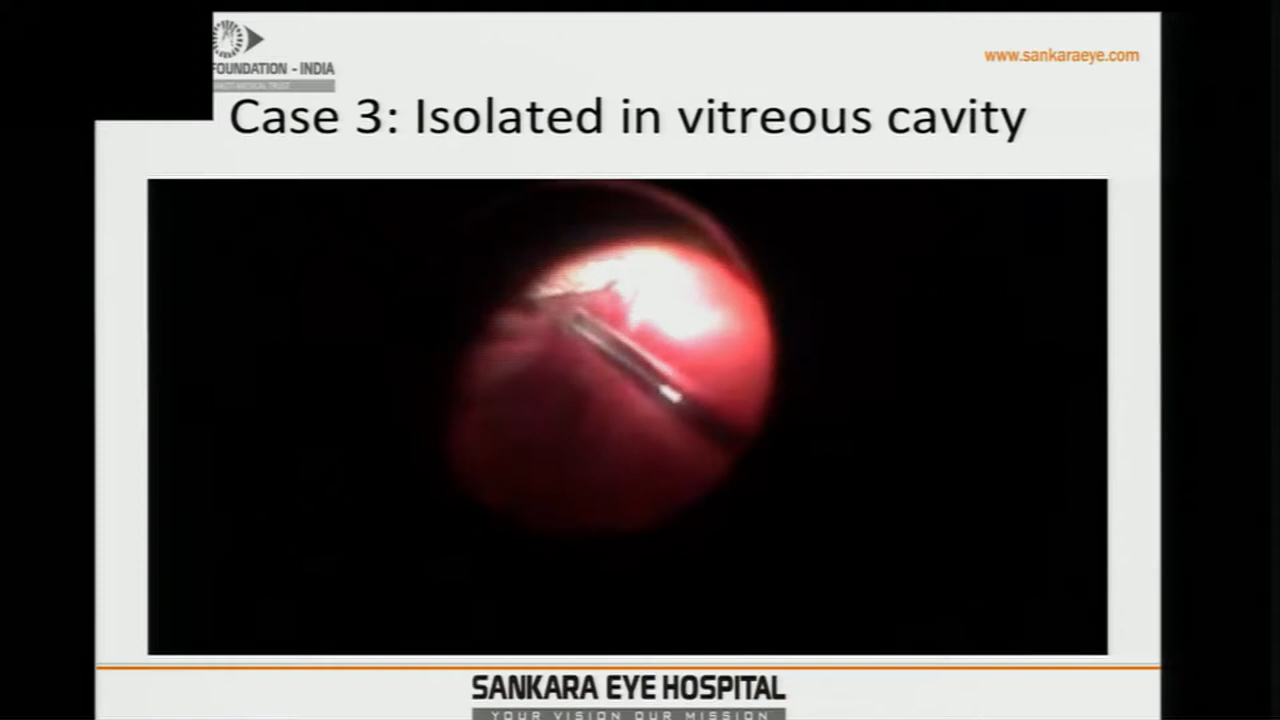 FOUNDATION - INDIA
www.sankaraeye.com
Case 3: Isolated in vitreous cavity
SANKARA EYE HOSPITAL
YOUR VISION OUR MISSION